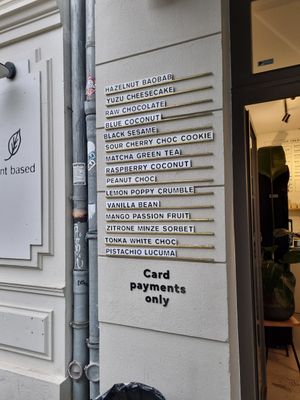 nt based
HAZELNUT BAOBAB
YUZU CHEESECAKE
RAW CHOCOLATE
BLUE COCONUT
BLACK SESAME
SOUR CHERRY CHOC COOKIE
MATCHA GREEN TEA
RASPBERRY COCONUT
PEANUT CHOC
LEMON POPPY CRUMBLE
VANILLA BEAN
MANGO PASSION FRUIT
ZITRONE MINZE SORBET
TONKA WHITE CHOC
PISTACHIO LUCUMA
Card
payments
only